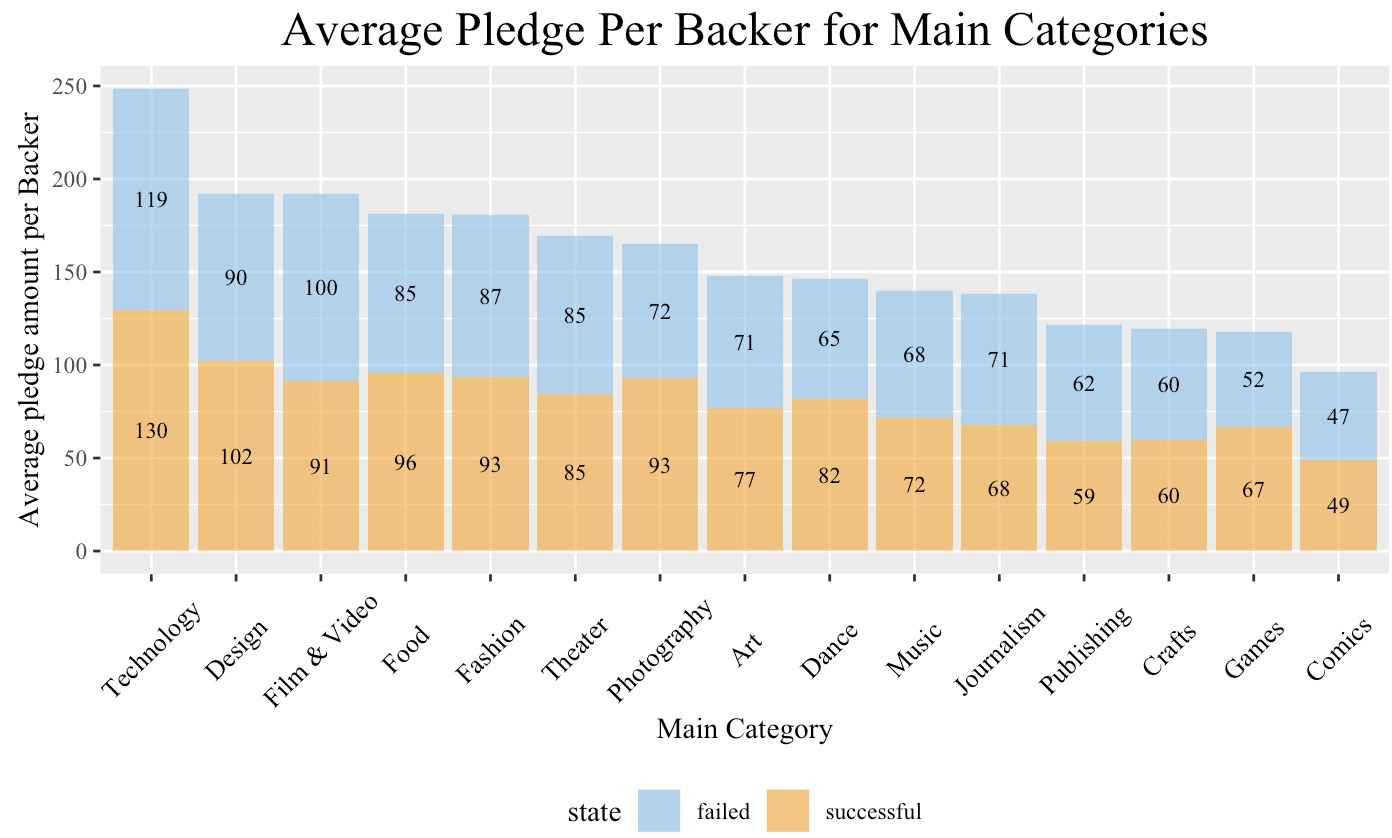 Average Pledge Per Backer for Main Categories
Average pledge amount per Backer
250
200
150
100
50
0
119
90
100
85
87
85
72
71
65
68
71
62
60
52
47
130
102
91
96
93
85
93
77
82
72
68
59
60
67
49
Technology
Design
Film & Video
Food
Fashion
Theater
Photography
Art
Dance
Music
Journalism
Publishing
Crafts
Games
Comics
Main Category
state failed successful